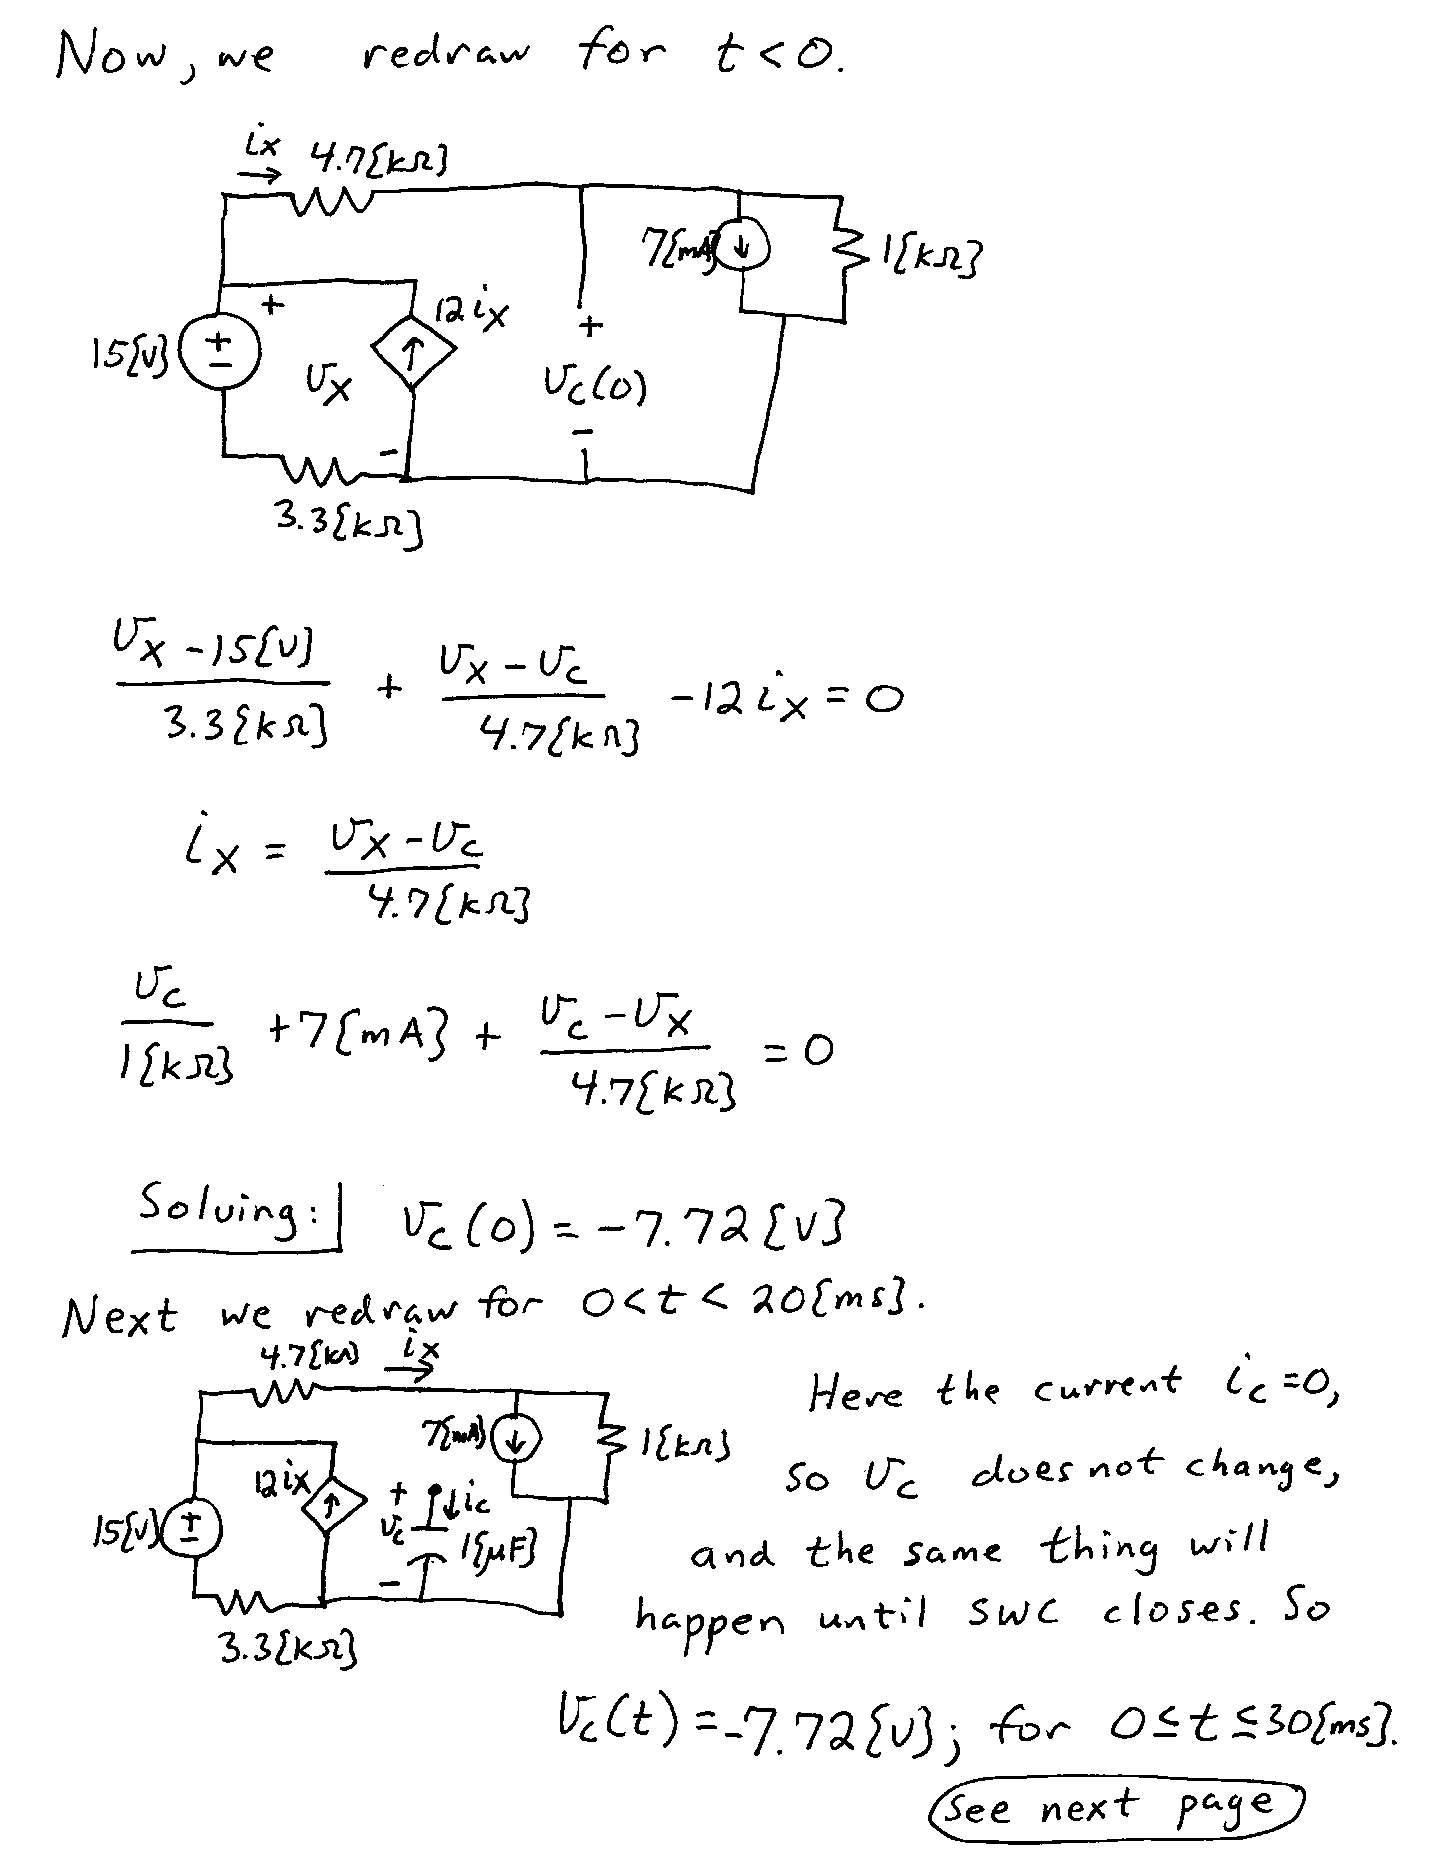 Now, we redraw for t<0.
ix
4.7{kΩ}
7{mA}
1{kΩ}
+
12ix
+
15{V}
+
-
vX
vc(0)
-
-
3.3{kΩ}
vX-15{V}/3.3{kΩ} + vX-vc/4.7{kΩ} -12iX=0
iX = vX-vc/4.7{kΩ}
vc/1{kΩ} +7{mA}+ vc-vX/4.7{kΩ} =0
Solving: vc(0)=-7.72{V}
Next we redraw for 0<t<20{ms}.
4.7{kΩ}
ix
7{mA}
1{kΩ}
12ix
+
vc
ic
15{V}
+
-
1{μF}
-
3.3{kΩ}
Here the current ic=0,
so vc does not change,
and the same thing will
happen until SWC closes. So
vc(t)=-7.72{V}; for 0≤t≤30{ms}.
See next page